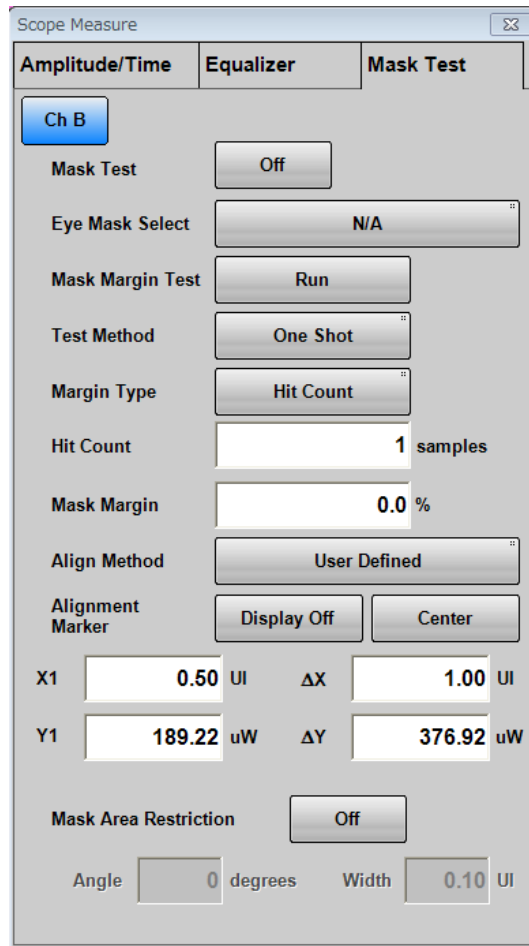 Scope Measure
Amplitude/Time Equalizer Mask Test
Ch B
Mask Test Off
Eye Mask Select N/A
Mask Margin Test Run
Test Method One Shot
Margin Type Hit Count
Hit Count 1 samples
Mask Margin 0.0 %
Align Method User Defined
Alignment
Marker Display Off Center
X1 0.50 UI ΔX 1.00 UI
Y1 189.22 uW ΔY 376.92 uW
Mask Area Restriction Off
Angle 0 degrees Width 0.10 UI